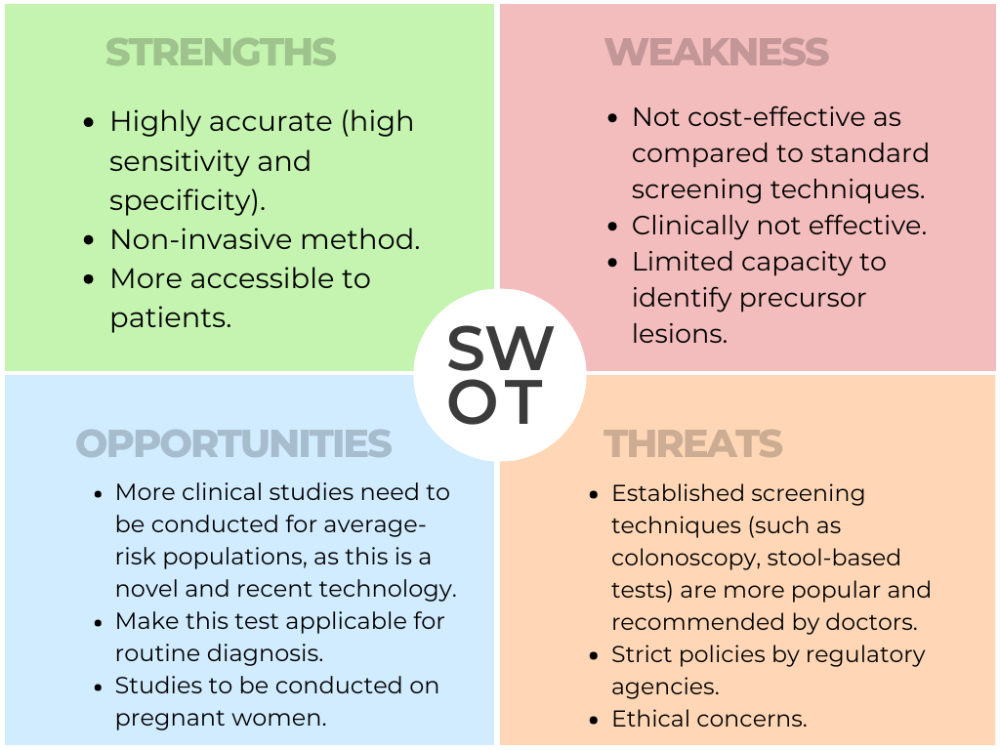 STRENGTHS
• Highly accurate (high
sensitivity and
specificity).
• Non-invasive method.
• More accessible to
patients.
WEAKNESS
• Not cost-effective as
compared to standard
screening techniques.
• Clinically not effective.
• Limited capacity to
identify precursor
lesions.
SW
OT
OPPORTUNITIES
• More clinical studies need to
be conducted for average-
risk populations, as this is a
novel and recent technology.
• Make this test applicable for
routine diagnosis.
• Studies to be conducted on
pregnant women.
THREATS
• Established screening
techniques (such as
colonoscopy, stool-based
tests) are more popular and
recommended by doctors.
• Strict policies by regulatory
agencies.
• Ethical concerns.